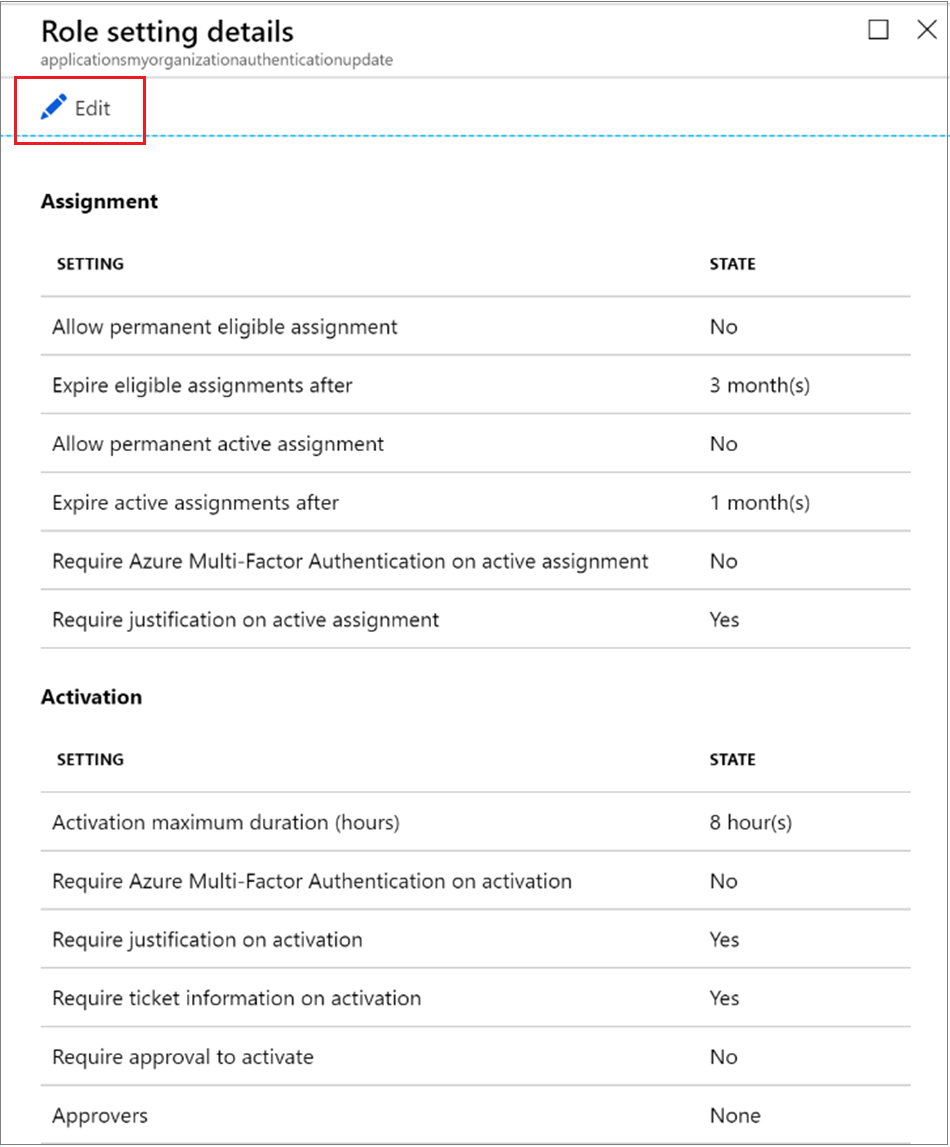 Role setting details
applicationsmyorganizationauthenticationupdate
Edit
Assignment
SETTING STATE
Allow permanent eligible assignment No
Expire eligible assignments after 3 month(s)
Allow permanent active assignment No
Expire active assignments after 1 month(s)
Require Azure Multi-Factor Authentication on active assignment No
Require justification on active assignment Yes
Activation
SETTING STATE
Activation maximum duration (hours) 8 hour(s)
Require Azure Multi-Factor Authentication on activation No
Require justification on activation Yes
Require ticket information on activation Yes
Require approval to activate No
Approvers None